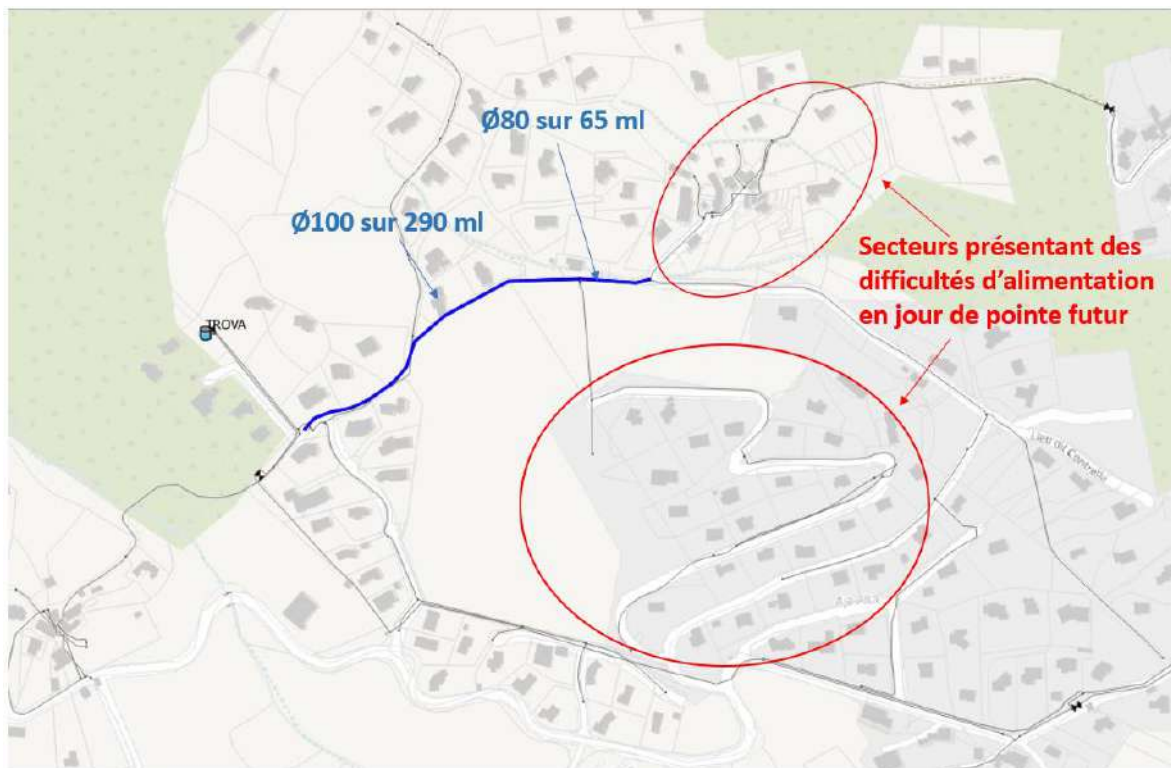 Ø80 sur 65 ml
Ø100 sur 290 ml
Secteurs présentant des
difficultés d'alimentation
en jour de pointe futur
TROVA